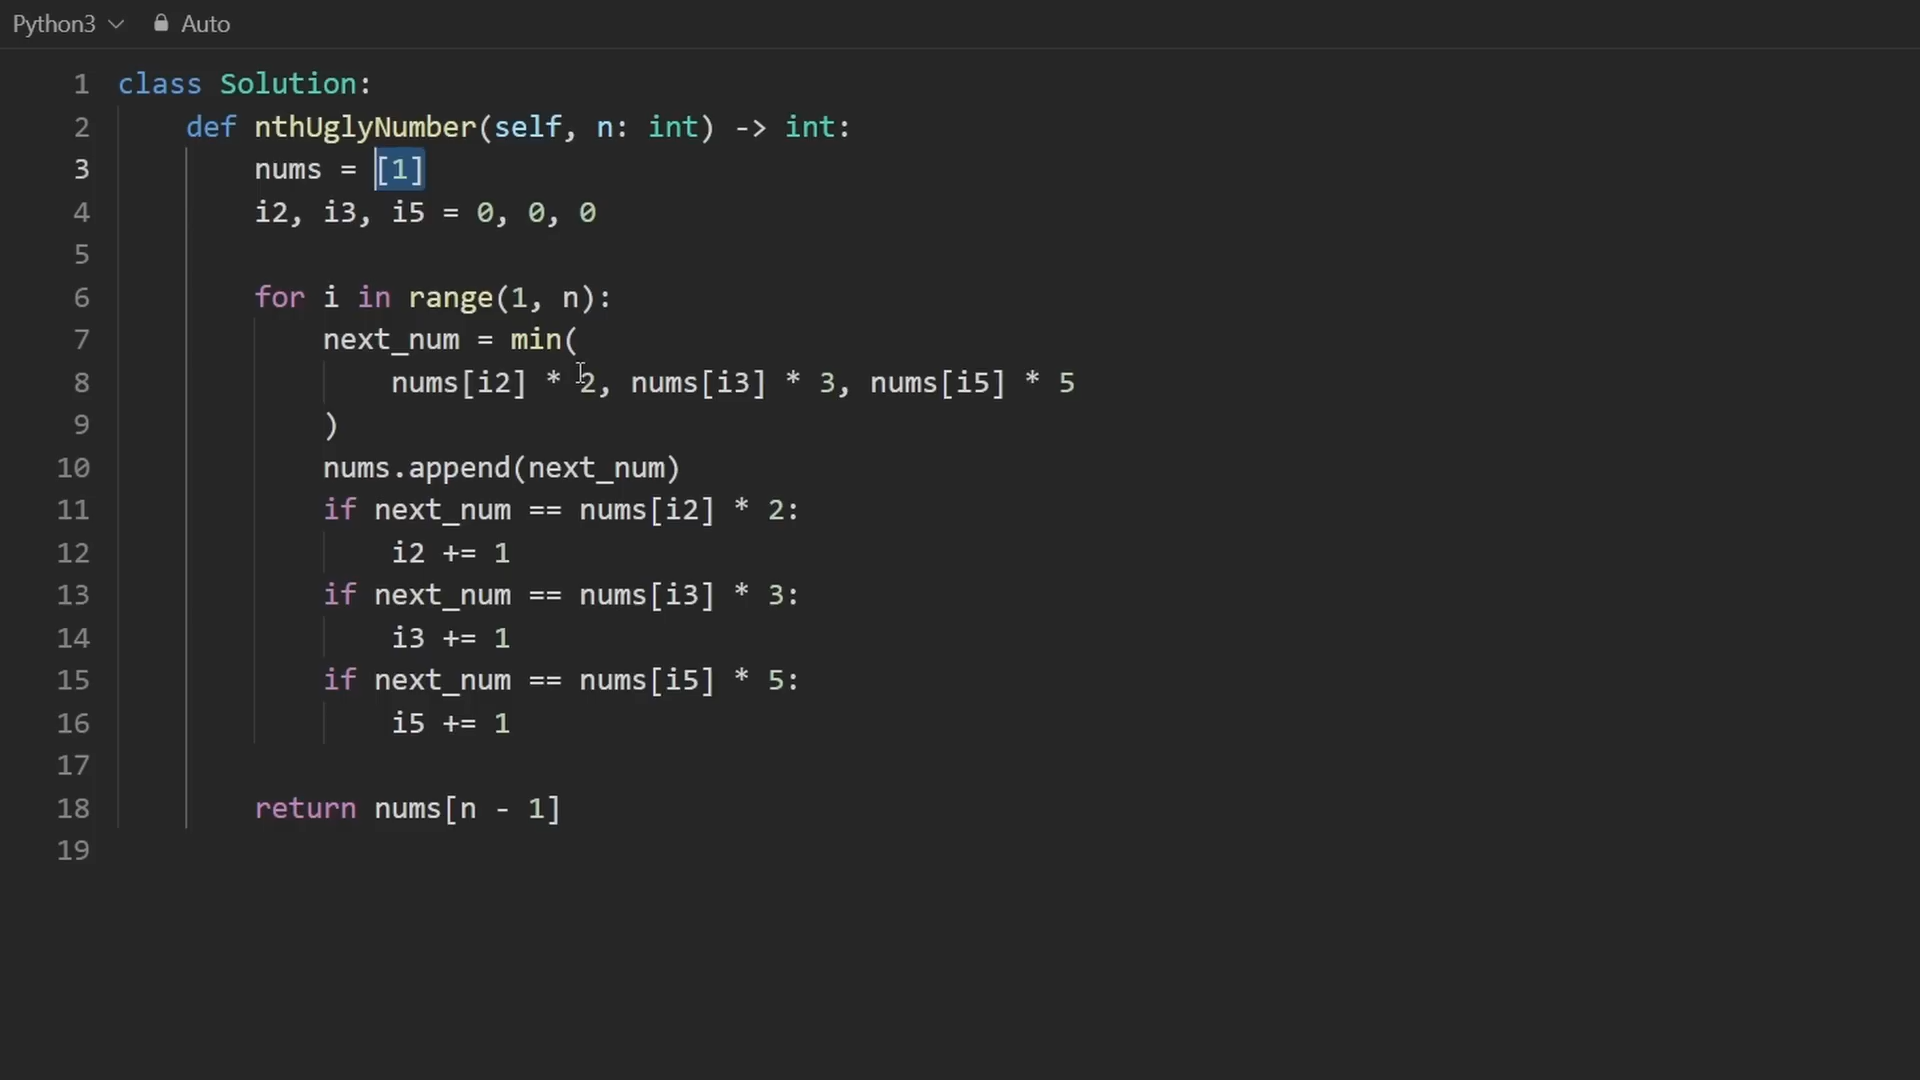 Python3 Auto
1 class Solution:
2 def nthUglyNumber(self, n: int) -> int:
3 nums = [1]
4 i2, i3, i5 = 0, 0, 0
5
6 for i in range(1, n):
7 next_num = min(
8 nums[i2] * 2, nums[i3] * 3, nums[i5] * 5
9 )
10 nums.append(next_num)
11 if next_num == nums[i2] * 2:
12 i2 += 1
13 if next_num == nums[i3] * 3:
14 i3 += 1
15 if next_num == nums[i5] * 5:
16 i5 += 1
17
18 return nums[n - 1]
19